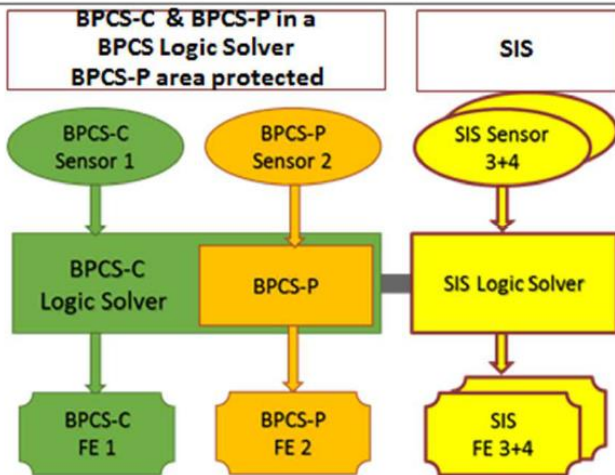 BPCS-C & BPCS-P in a
BPCS Logic Solver
BPCS-P area protected
SIS
BPCS-C
Sensor 1
BPCS-P
Sensor 2
SIS Sensor
3+4
BPCS-C
Logic Solver
BPCS-P
SIS Logic Solver
BPCS-C
FE 1
BPCS-P
FE 2
SIS
FE 3+4